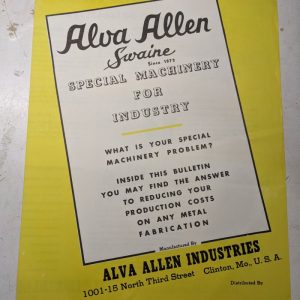 Alva Allen
Swaine
Since 1973
SPECIAL MACHINERY
FOR
INDUSTRY
WHAT IS YOUR SPECIAL
MACHINERY PROBLEM?
INSIDE THIS BULLETIN
YOU MAY FIND THE ANSWER
TO REDUCING YOUR
PRODUCTION COSTS
ON ANY METAL
FABRICATION
Manufactured By
ALVA ALLEN INDUSTRIES
1001-15 North Third Street Clinton, Mo., U. S. A.
Distributed By